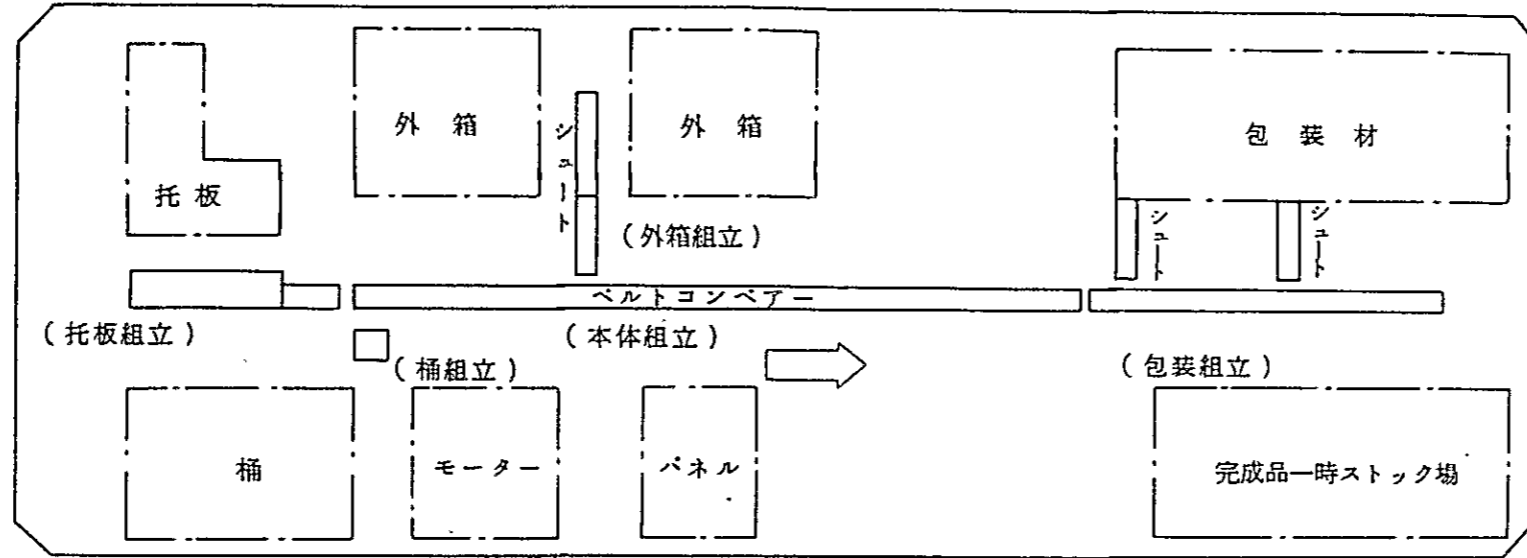 外箱
シュート
外箱
包装材
托板
シュート
シュート
(外箱組立)
ベルトコンベアー
(托板組立)
(本体組立)
(桶組立)
(包装組立)
桶
モーター
パネル
完成品一時ストック場